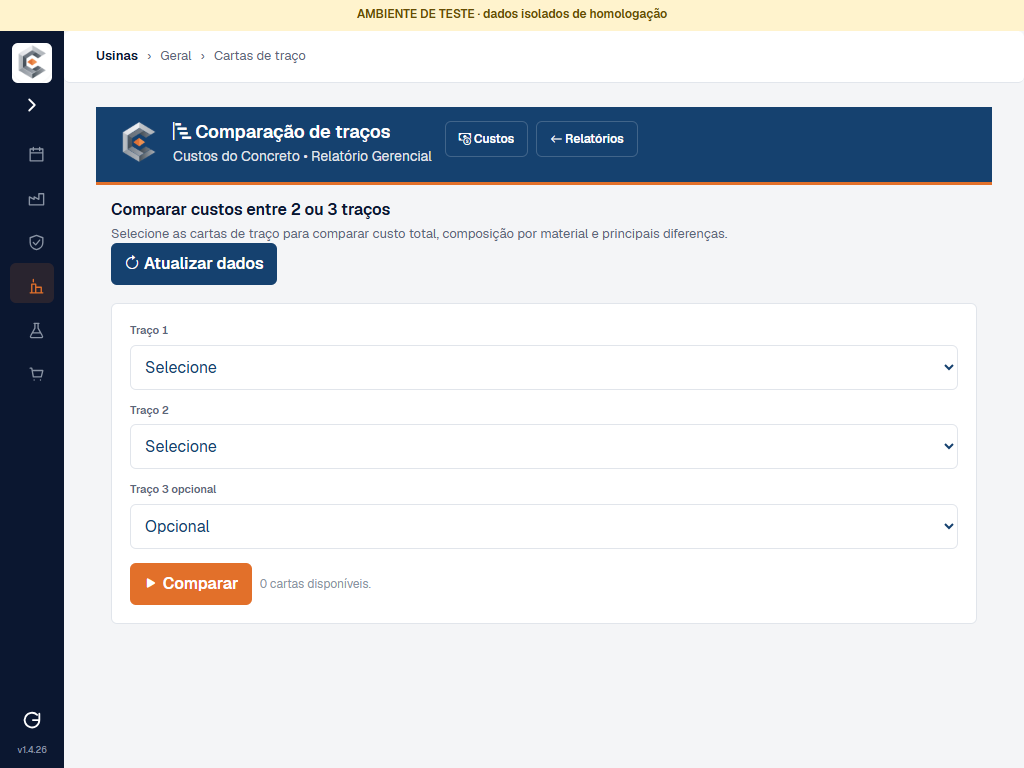 AMBIENTE DE TESTE · dados isolados de homologação
Usinas › Geral › Cartas de traço
Comparação de traços
Custos do Concreto • Relatório Gerencial
Custos
← Relatórios
Comparar custos entre 2 ou 3 traços
Selecione as cartas de traço para comparar custo total, composição por material e principais diferenças.
Atualizar dados
Traço 1
Selecione
Traço 2
Selecione
Traço 3 opcional
Opcional
Comparar
0 cartas disponíveis.
v1.4.26